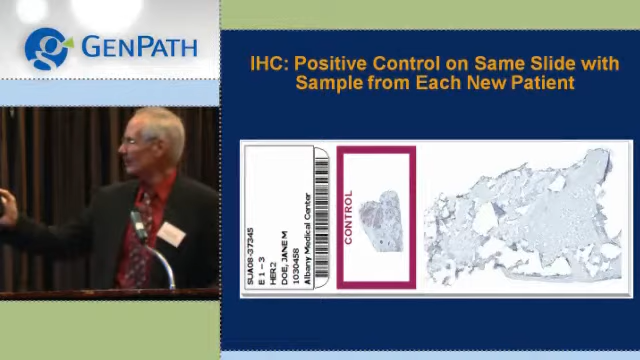 GENPATH
IHC: Positive Control on Same Slide with
Sample from Each New Patient
SUA08-37345
E 1 - 3
HER2
DOE, JANE M
1030458
Albany Medical Center
CONTROL